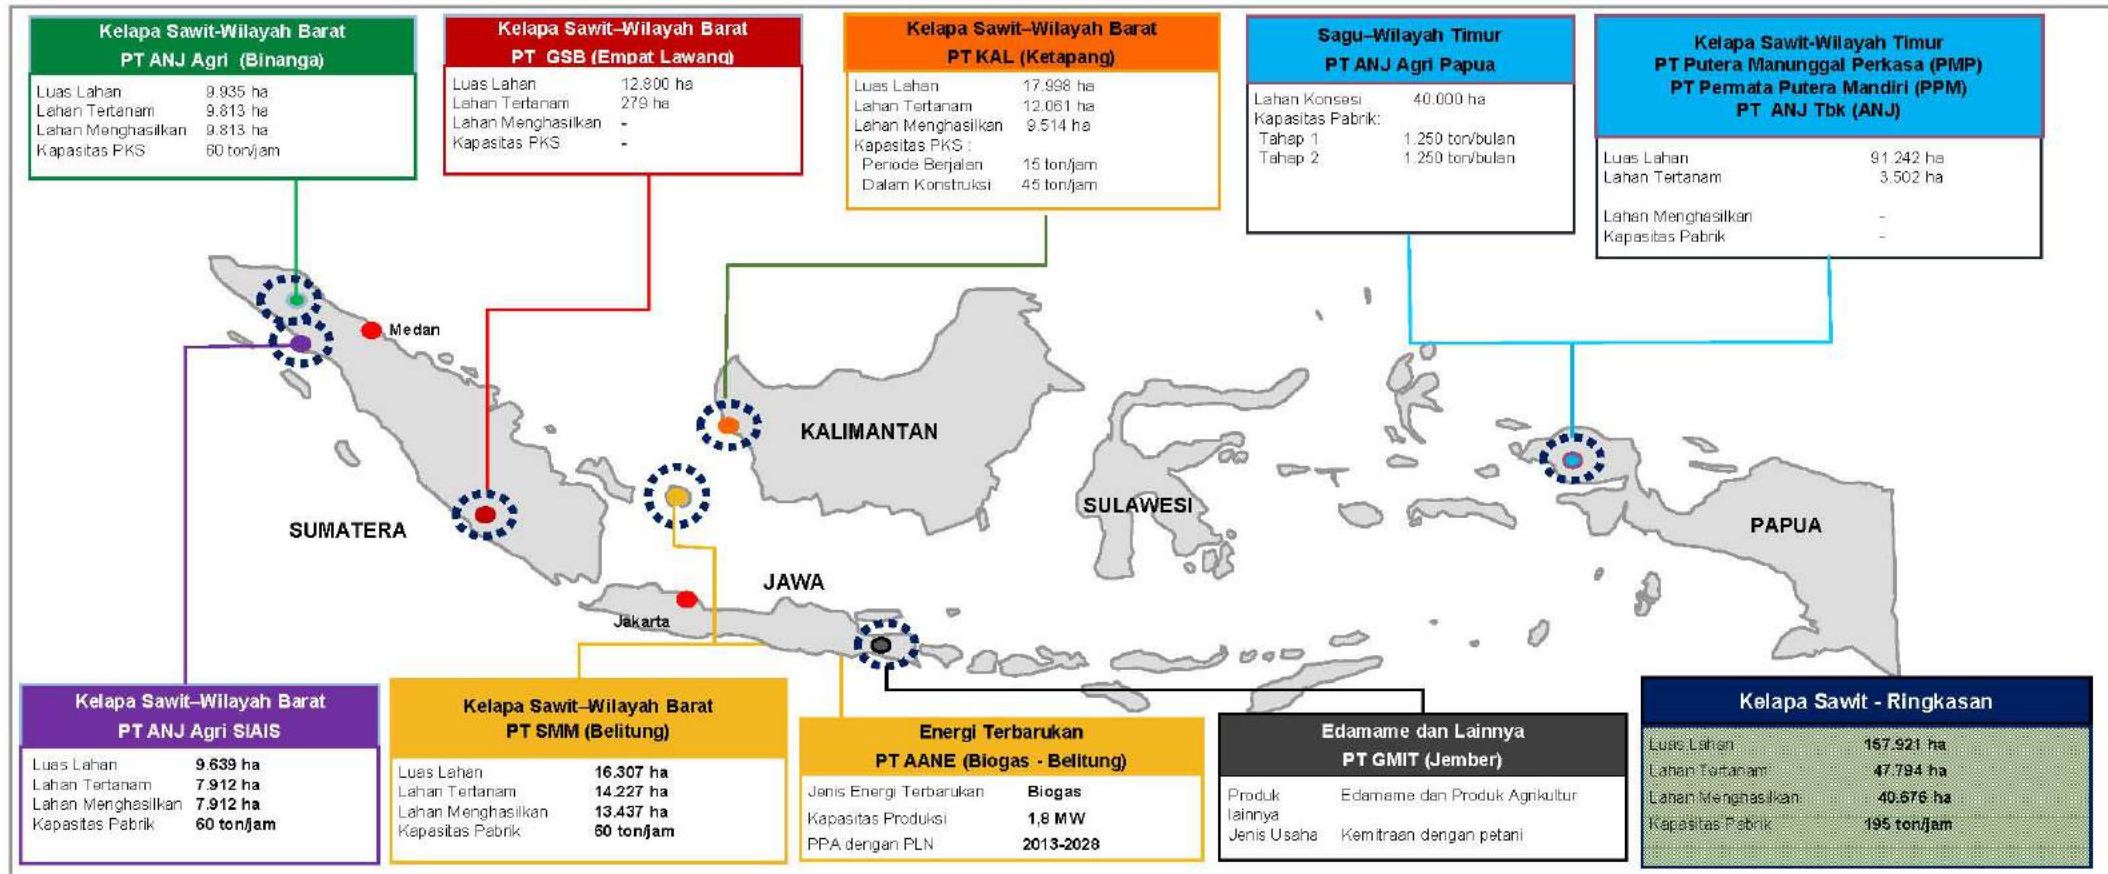 Kelapa Sawit-Wilayah Barat
PT ANJ Agri (Binanga)
Luas Lahan 9.935 ha
Lahan Tertanam 9.813 ha
Lahan Menghasilkan 9.813 ha
Kapasitas PKS 60 ton/jam
Kelapa Sawit–Wilayah Barat
PT GSB (Empat Lawang)
Luas Lahan 12.800 ha
Lahan Tertanam 279 ha
Lahan Menghasilkan -
Kapasitas PKS -
Kelapa Sawit–Wilayah Barat
PT KAL (Ketapang)
Luas Lahan 17.998 ha
Lahan Tertanam 12.061 ha
Lahan Menghasilkan 9.514 ha
Kapasitas PKS :
Periode Berjalan 15 ton/jam
Dalam Konstruksi 45 ton/jam
Sagu–Wilayah Timur
PT ANJ Agri Papua
Lahan Konsesi 40.000 ha
Kapasitas Pabrik:
Tahap 1 1.250 ton/bulan
Tahap 2 1.250 ton/bulan
Kelapa Sawit-Wilayah Timur
PT Putera Manunggal Perkasa (PMP)
PT Permata Putera Mandiri (PPM)
PT ANJ Tbk (ANJ)
Luas Lahan 91.242 ha
Lahan Tertanam 3.502 ha
Lahan Menghasilkan -
Kapasitas Pabrik -
Medan
KALIMANTAN
SULAWESI
SUMATERA
PAPUA
JAWA
Jakarta
Kelapa Sawit–Wilayah Barat
PT ANJ Agri SIAIS
Luas Lahan 9.639 ha
Lahan Tertanam 7.912 ha
Lahan Menghasilkan 7.912 ha
Kapasitas Pabrik 60 ton/jam
Kelapa Sawit–Wilayah Barat
PT SMM (Belitung)
Luas Lahan 16.307 ha
Lahan Tertanam 14.227 ha
Lahan Menghasilkan 13.437 ha
Kapasitas Pabrik 60 ton/jam
Energi Terbarukan
PT AANE (Biogas - Belitung)
Jenis Energi Terbarukan Biogas
Kapasitas Produksi 1,8 MW
PPA dengan PLN 2013-2028
Edamame dan Lainnya
PT GMIT (Jember)
Produk Edamame dan Produk Agrikultur
lainnya
Jenis Usaha Kemitraan dengan petani
Kelapa Sawit - Ringkasan
Luas Lahan 157.921 ha
Lahan Tertanam 47.794 ha
Lahan Menghasilkan 40.676 ha
Kapasitas Pabrik 195 ton/jam